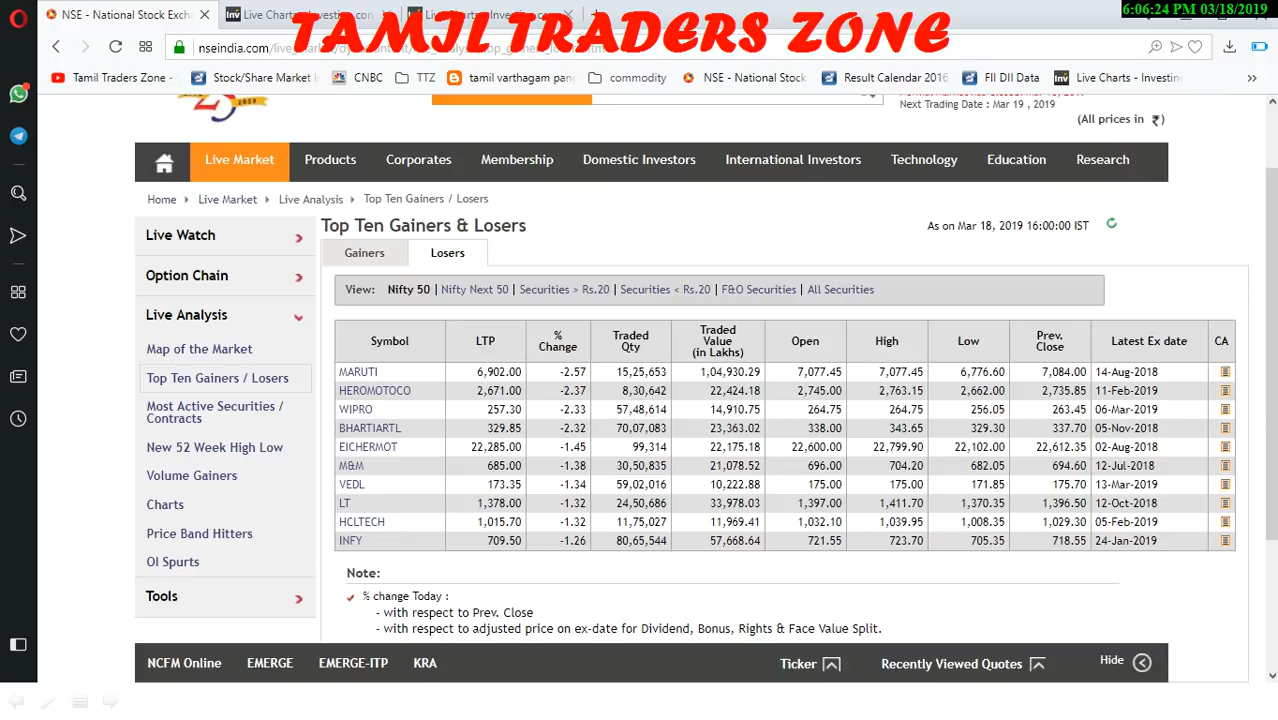 6:06:24 PM 03/18/2019
NSE - National Stock Exch
Live Charts
Investing.com
TAMIL TRADERS ZONE
nseindia.com/live_market/
Tamil Traders Zone - Stock/Share Market CNBC TTZ tamil varthagam pan commodity NSE - National Stock Result Calendar 2016 FII DII Data Live Charts - Investin »
Next Trading Date : Mar 19 , 2019
(All prices in ₹)
Live Market Products Corporates Membership Domestic Investors International Investors Technology Education Research
Home Live Market Live Analysis Top Ten Gainers / Losers
Live Watch
Option Chain
Live Analysis
Map of the Market
Top Ten Gainers / Losers
Most Active Securities /
Contracts
New 52 Week High Low
Volume Gainers
Charts
Price Band Hitters
OI Spurts
Tools
Top Ten Gainers & Losers
As on Mar 18, 2019 16:00:00 IST
Gainers Losers
View: Nifty 50 | Nifty Next 50 | Securities > Rs.20 | Securities < Rs.20 | F&O Securities | All Securities
Symbol LTP % Change Traded Qty Traded Value (in Lakhs) Open High Low Prev. Close Latest Ex date CA
MARUTI 6,902.00 -2.57 15,25,653 1,04,930.29 7,077.45 7,077.45 6,776.60 7,084.00 14-Aug-2018
HEROMOTOCO 2,671.00 -2.37 8,30,642 22,424.18 2,745.00 2,763.15 2,662.00 2,735.85 11-Feb-2019
WIPRO 257.30 -2.33 57,48,614 14,910.75 264.75 264.75 256.05 263.45 06-Mar-2019
BHARTIARTL 329.85 -2.32 70,07,083 23,363.02 338.00 343.65 329.30 337.70 05-Nov-2018
EICHERMOT 22,285.00 -1.45 99,314 22,175.18 22,600.00 22,799.90 22,102.00 22,612.35 02-Aug-2018
M&M 685.00 -1.38 30,50,835 21,078.52 696.00 704.20 682.05 694.60 12-Jul-2018
VEDL 173.35 -1.34 59,02,016 10,222.88 175.00 175.00 171.85 175.70 13-Mar-2019
LT 1,378.00 -1.32 24,50,686 33,978.03 1,397.00 1,411.70 1,370.35 1,396.50 12-Oct-2018
HCLTECH 1,015.70 -1.32 11,75,027 11,969.41 1,032.10 1,039.95 1,008.35 1,029.30 05-Feb-2019
INFY 709.50 -1.26 80,65,544 57,668.64 721.55 723.70 705.35 718.55 24-Jan-2019
Note:
% change Today :
- with respect to Prev. Close
- with respect to adjusted price on ex-date for Dividend, Bonus, Rights & Face Value Split.
NCFM Online EMERGE EMERGE-ITP KRA Ticker Recently Viewed Quotes Hide